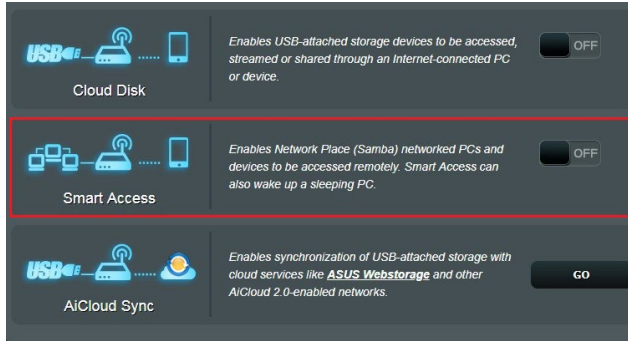 USB
Cloud Disk
Enables USB-attached storage devices to be accessed,
streamed or shared through an Internet-connected PC
or device.
OFF
Smart Access
Enables Network Place (Samba) networked PCs and
devices to be accessed remotely. Smart Access can
also wake up a sleeping PC.
OFF
USB
AiCloud Sync
Enables synchronization of USB-attached storage with
cloud services like ASUS Webstorage and other
AiCloud 2.0-enabled networks.
GO